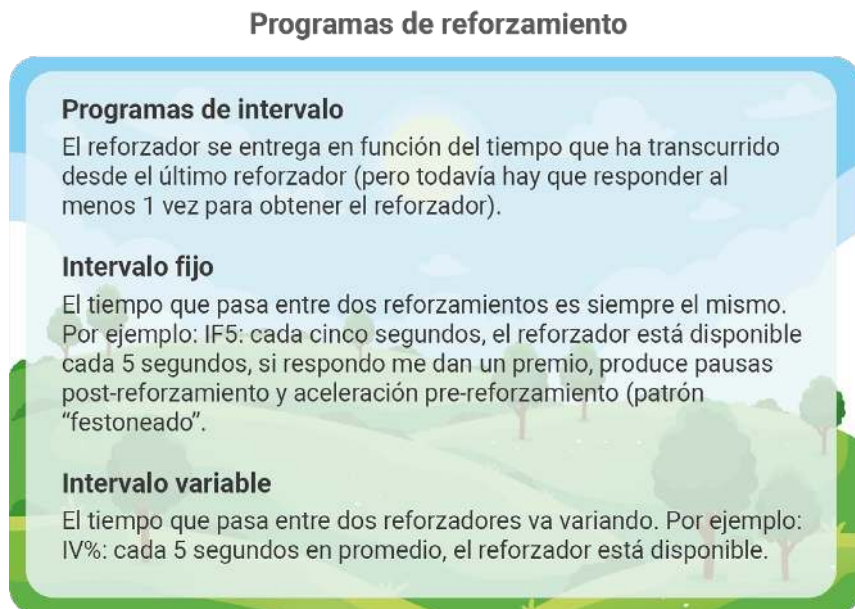 Programas de reforzamiento
Programas de intervalo
El reforzador se entrega en función del tiempo que ha transcurrido
desde el último reforzador (pero todavía hay que responder al
menos 1 vez para obtener el reforzador).
Intervalo fijo
El tiempo que pasa entre dos reforzamientos es siempre el mismo.
Por ejemplo: IF5: cada cinco segundos, el reforzador está disponible
cada 5 segundos, si respondo me dan un premio, produce pausas
post-reforzamiento y aceleración pre-reforzamiento (patrón
“festoneado”.
Intervalo variable
El tiempo que pasa entre dos reforzadores va variando. Por ejemplo:
IV%: cada 5 segundos en promedio, el reforzador está disponible.